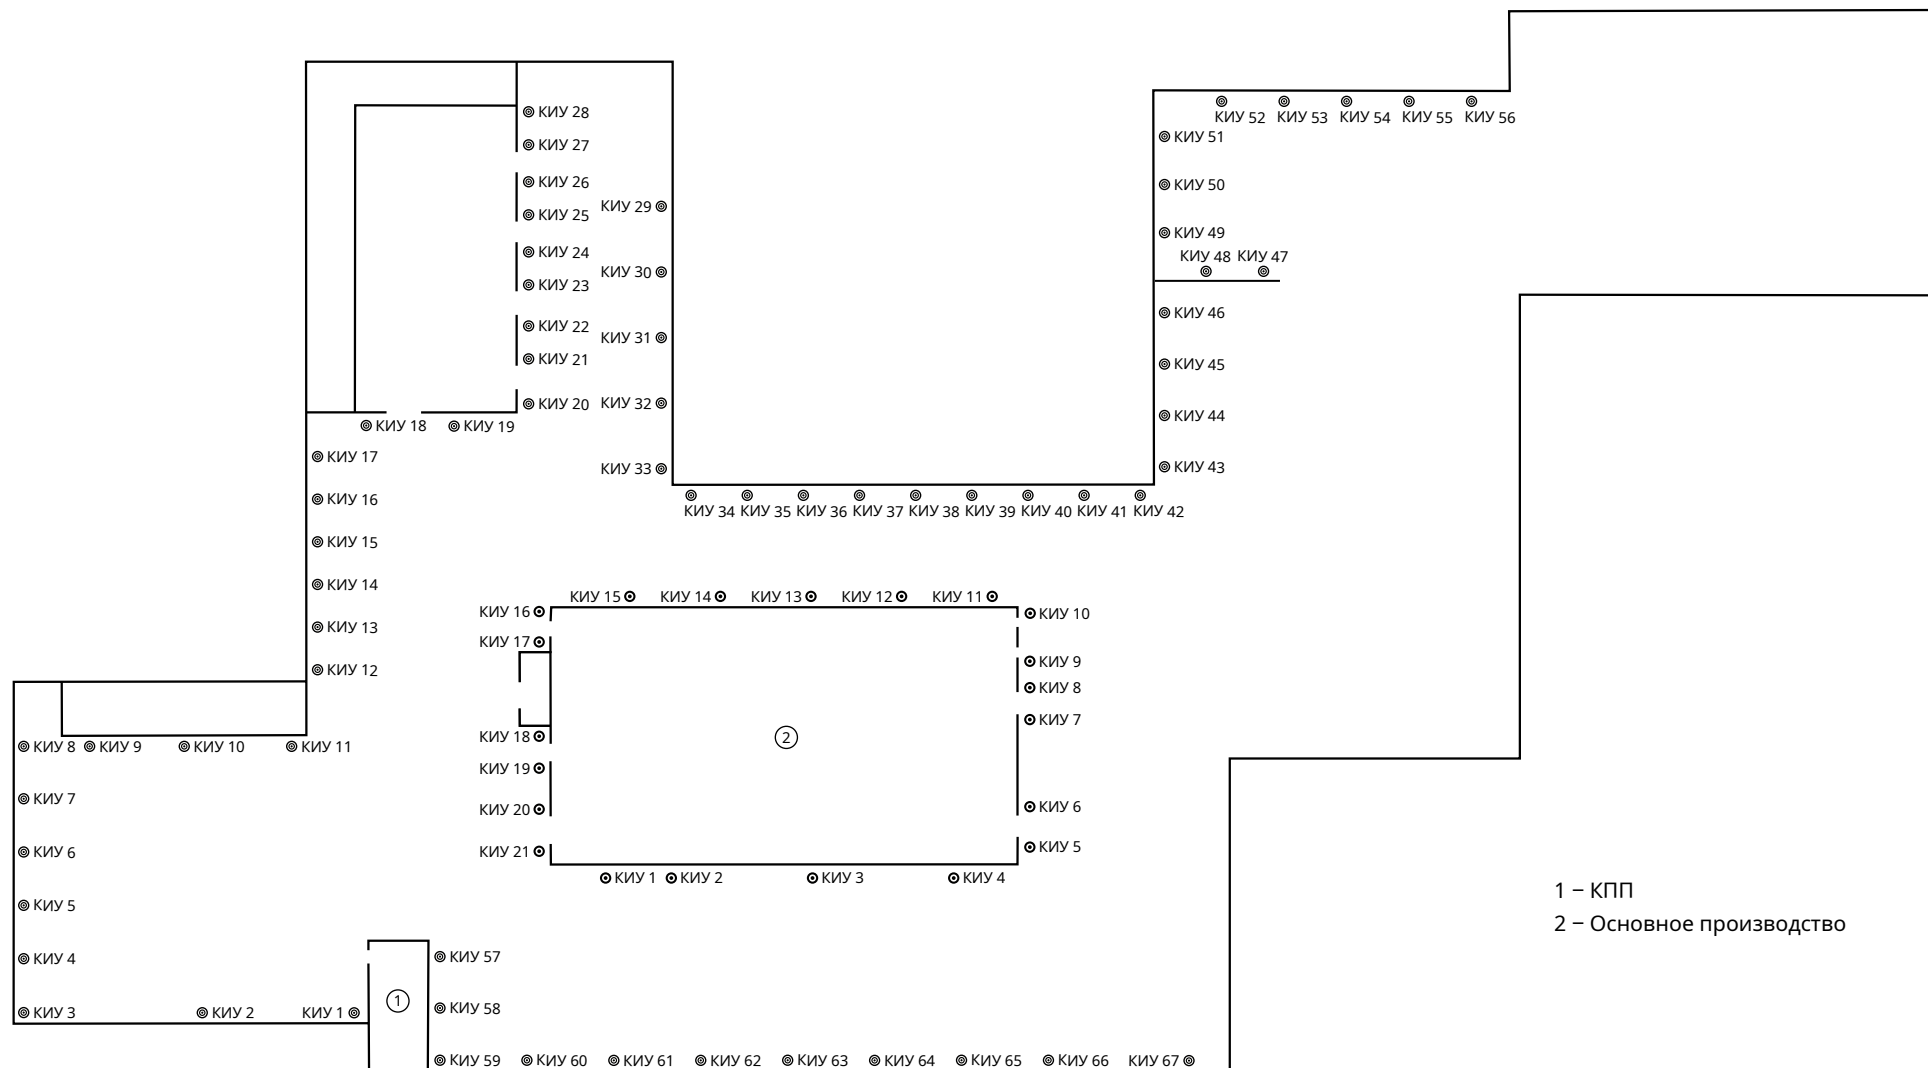 КИУ 28
КИУ 52 КИУ 53 КИУ 54 КИУ 55 КИУ 56
КИУ 51
КИУ 27
КИУ 26
КИУ 50
КИУ 29
КИУ 25
КИУ 49
КИУ 24
КИУ 48 КИУ 47
КИУ 30
КИУ 23
КИУ 46
КИУ 22
КИУ 31
КИУ 21
КИУ 45
КИУ 20 КИУ 32
КИУ 44
КИУ 18 КИУ 19
КИУ 17
КИУ 33
КИУ 43
КИУ 16
КИУ 34 КИУ 35 КИУ 36 КИУ 37 КИУ 38 КИУ 39 КИУ 40 КИУ 41 КИУ 42
КИУ 15
КИУ 14
КИУ 15 КИУ 14 КИУ 13 КИУ 12 КИУ 11
КИУ 16
КИУ 10
КИУ 13
КИУ 17
КИУ 9
КИУ 12
КИУ 8
КИУ 7
КИУ 18
2
КИУ 8 КИУ 9 КИУ 10 КИУ 11
КИУ 19
КИУ 7
КИУ 20
КИУ 6
КИУ 6
КИУ 21
КИУ 5
КИУ 1 КИУ 2 КИУ 3 КИУ 4
1 – КПП
КИУ 5
2 – Основное производство
КИУ 4
КИУ 57
1
КИУ 58
КИУ 3 КИУ 2 КИУ 1
КИУ 59 КИУ 60 КИУ 61 КИУ 62 КИУ 63 КИУ 64 КИУ 65 КИУ 66 КИУ 67